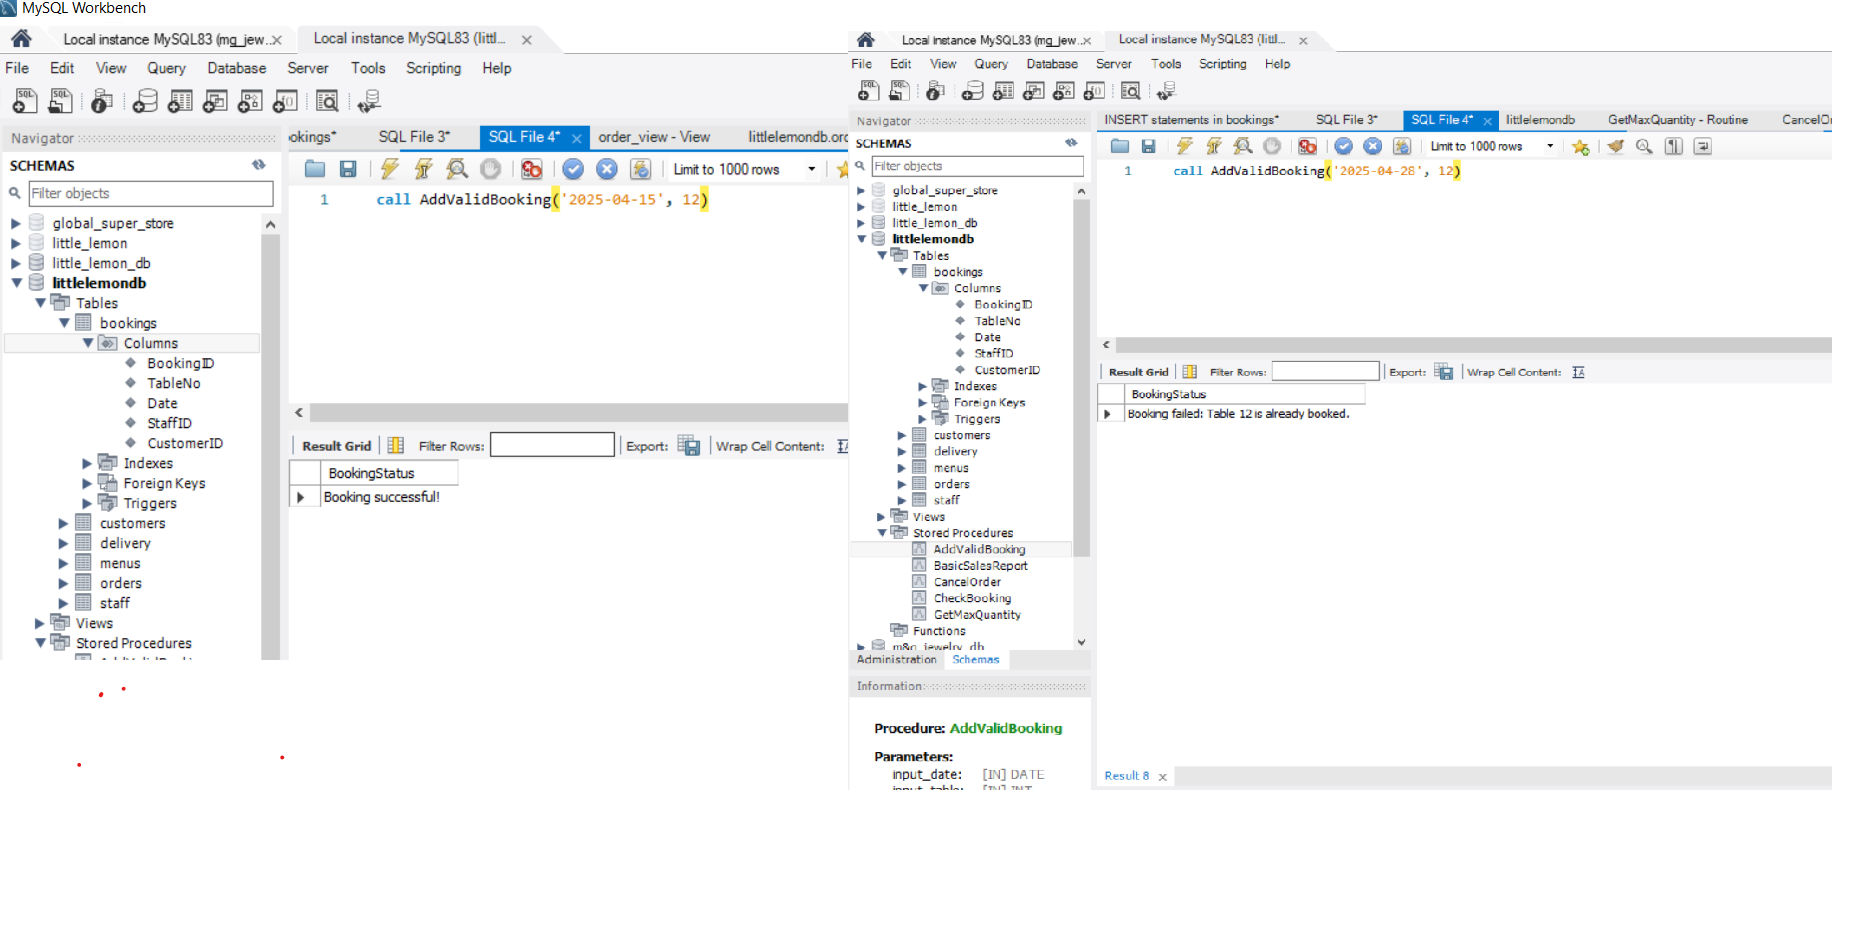 MySQL Workbench
Local instance MySQL83 (mg_jew...
Local instance MySQL83 (littl...
File Edit View Query Database Server Tools Scripting Help
Navigator
ookings*
SQL File 3*
SQL File 4*
order_view - View
littlelemondb.orc
SCHEMAS
Limit to 1000 rows
Filter objects
1 call AddValidBooking('2025-04-15', 12)
global_super_store
little_lemon
little_lemon_db
littlelemondb
Tables
bookings
Columns
BookingID
TableNo
Date
StaffID
CustomerID
Indexes
Foreign Keys
Triggers
customers
delivery
menus
orders
staff
Views
Stored Procedures
Result Grid
Filter Rows:
Export:
Wrap Cell Content:
BookingStatus
Booking successful!
Local instance MySQL83 (mg_jew...
Local instance MySQL83 (littl...
File Edit View Query Database Server Tools Scripting Help
Navigator
INSERT statements in bookings*
SQL File 3*
SQL File 4*
littlelemondb
GetMaxQuantity - Routine
CancelOr
SCHEMAS
Limit to 1000 rows
Filter objects
1 call AddValidBooking('2025-04-28', 12)
global_super_store
little_lemon
little_lemon_db
littlelemondb
Tables
bookings
Columns
BookingID
TableNo
Date
StaffID
CustomerID
Indexes
Foreign Keys
Triggers
customers
delivery
menus
orders
staff
Views
Stored Procedures
AddValidBooking
BasicSalesReport
CancelOrder
CheckBooking
GetMaxQuantity
Functions
m&g_jewelry_db
Administration
Schemas
Information
Procedure: AddValidBooking
Parameters:
input_date: [IN] DATE
input_table: [IN] INT
Result Grid
Filter Rows:
Export:
Wrap Cell Content:
BookingStatus
Booking failed: Table 12 is already booked.
Result 8